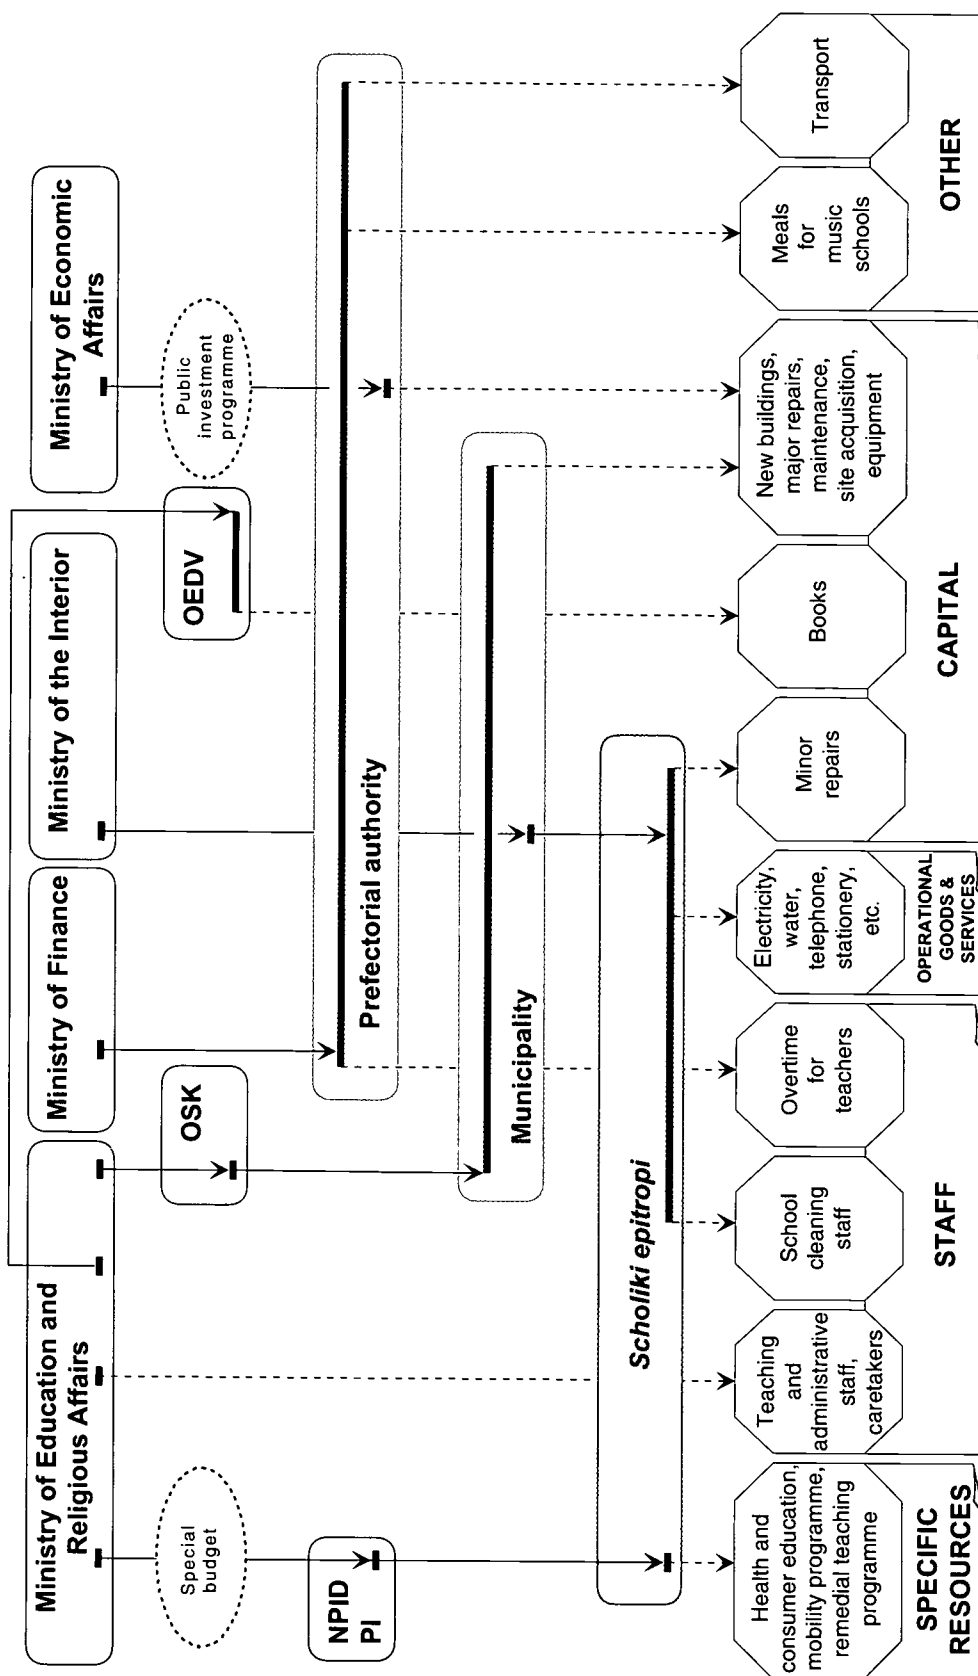 Ministry of Education and
Religious Affairs
Ministry of Finance
Ministry of the Interior
Ministry of Economic
Affairs
Special
budget
OSK
OEDV
Public
investment
programme
NPID
PI
Prefectorial authority
Municipality
Scholiki epitropi
Health and
consumer education,
mobility programme,
remedial teaching
programme
Teaching
and
administrative
staff,
caretakers
School
cleaning
staff
Overtime
for
teachers
Electricity,
water,
telephone,
stationery,
etc.
Minor
repairs
Books
New buildings,
major repairs,
maintenance,
site acquisition,
equipment
Meals
for
music
schools
Transport
SPECIFIC
RESOURCES
STAFF
OPERATIONAL
GOODS &
SERVICES
CAPITAL
OTHER